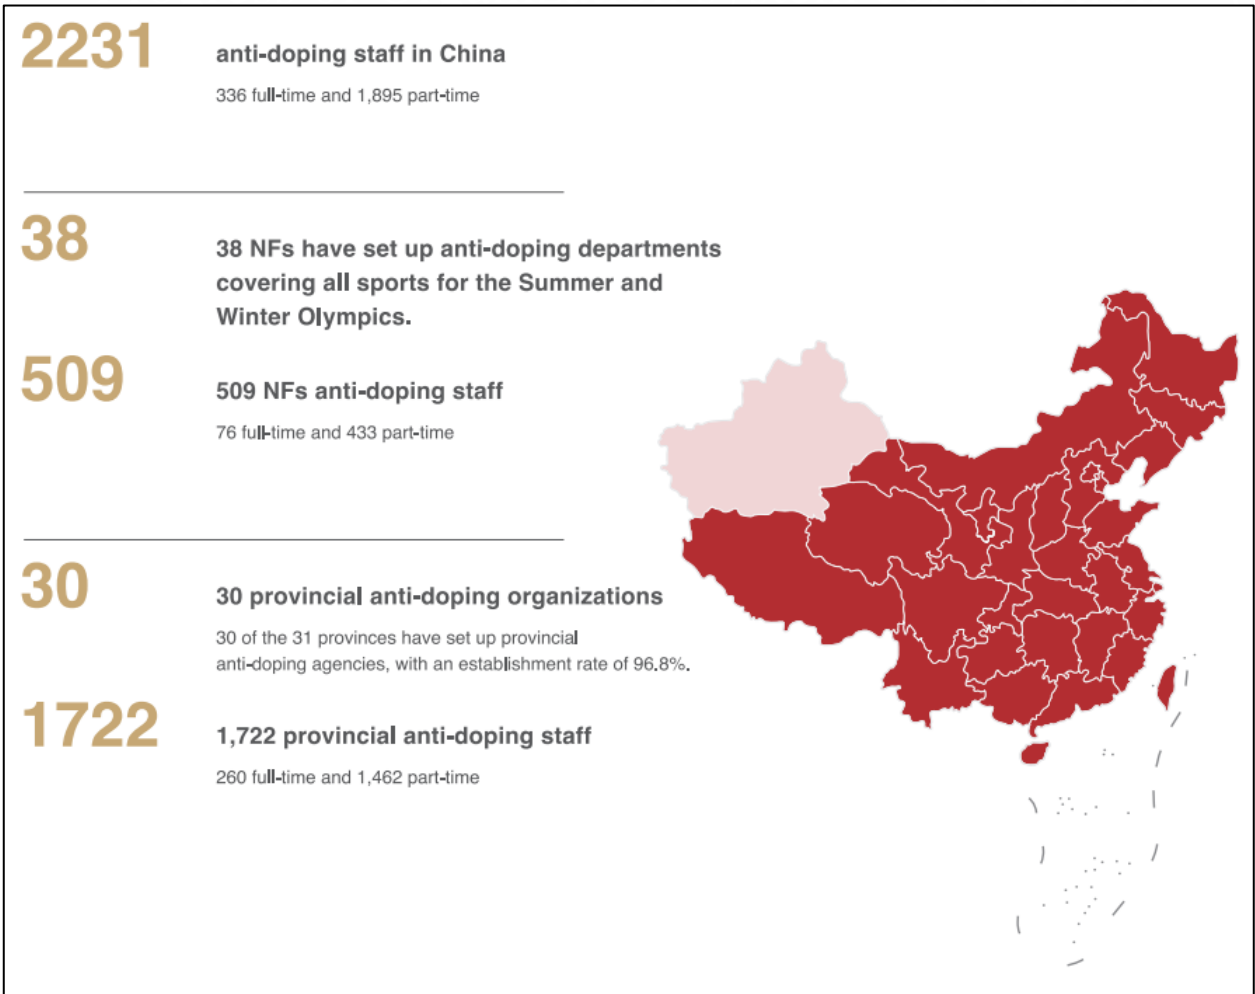 2231
anti-doping staff in China
336 full-time and 1,895 part-time
38
38 NFs have set up anti-doping departments
covering all sports for the Summer and
Winter Olympics.
509
509 NFs anti-doping staff
76 full-time and 433 part-time
30
30 provincial anti-doping organizations
30 of the 31 provinces have set up provincial
anti-doping agencies, with an establishment rate of 96.8%.
1722
1,722 provincial anti-doping staff
260 full-time and 1,462 part-time